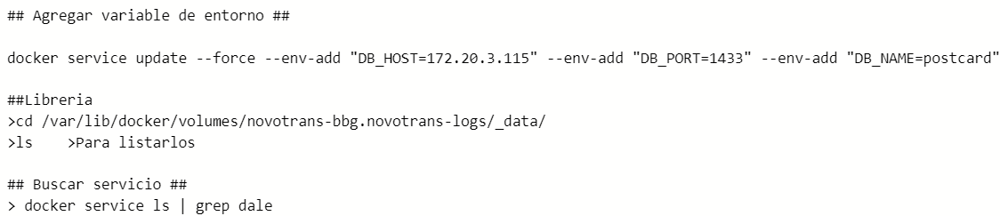 ## Agregar variable de entorno ##
docker service update --force --env-add "DB_HOST=172.20.3.115" --env-add "DB_PORT=1433" --env-add "DB_NAME=postcard"
##Libreria
>cd /var/lib/docker/volumes/novotrans-bbg.novotrans-logs/_data/
>ls    >Para listarlos
## Buscar servicio ##
> docker service ls | grep dale